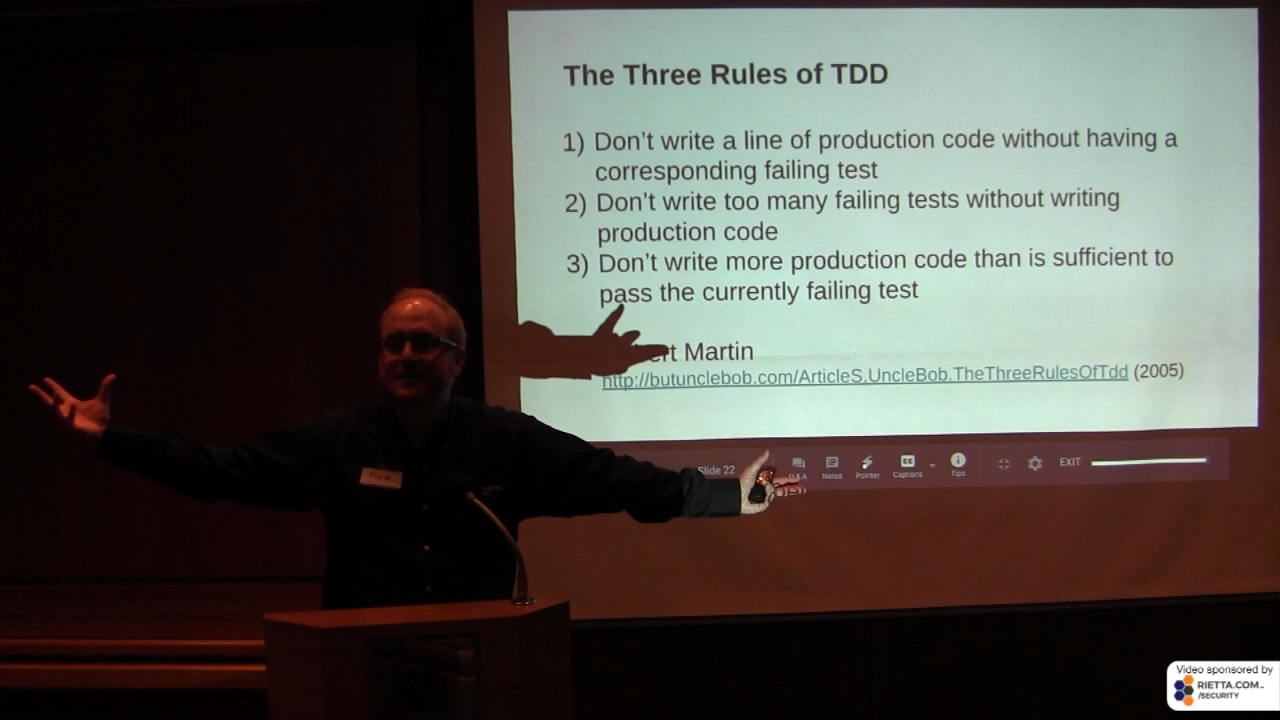 The Three Rules of TDD
1) Don't write a line of production code without having a
corresponding failing test
2) Don't write too many failing tests without writing
production code
3) Don't write more production code than is sufficient to
pass the currently failing test
Martin
http://butunclebob.com/ArticleS.UncleBob.TheThreeRulesOfTdd (2005)
Slide 22
Q&A
Notes
Pointer
CC
Captions
Tips
EXIT
Video sponsored by
RIETTA.COM
/SECURITY